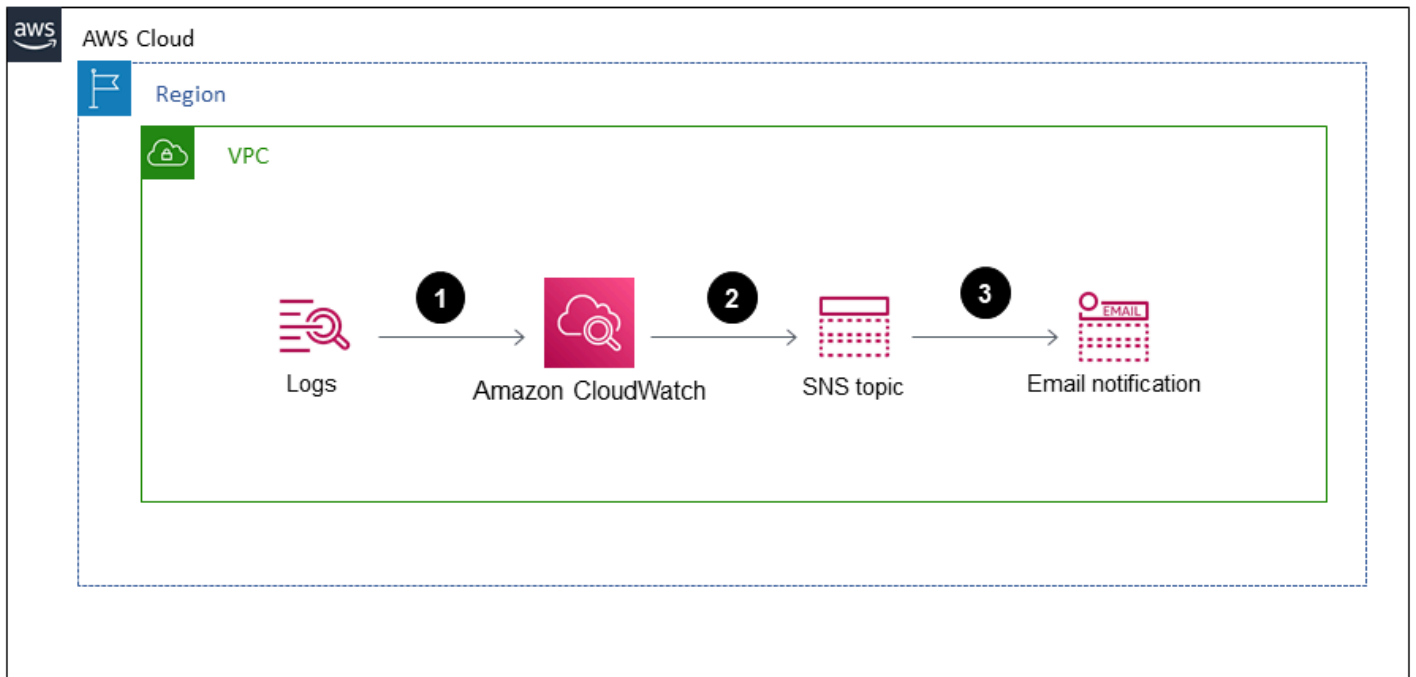 aws
AWS Cloud
Region
VPC
1
2
3
EMAIL
Logs
Amazon CloudWatch
SNS topic
Email notification